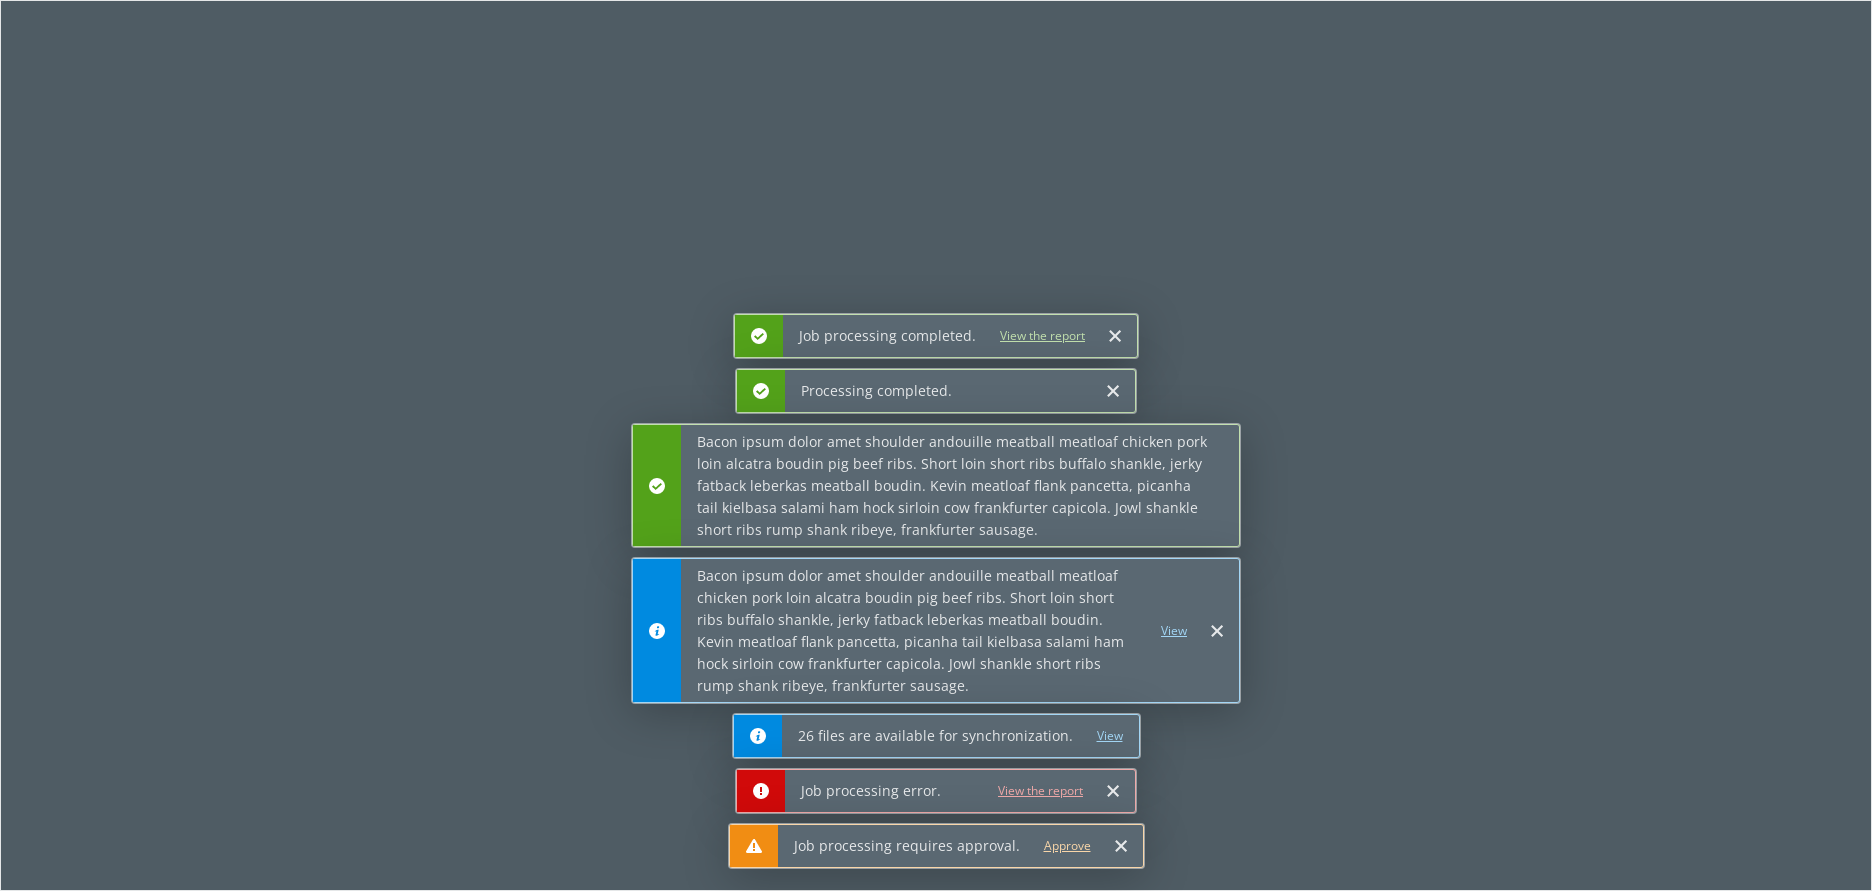 Job processing completed. View the report
Processing completed.
Bacon ipsum dolor amet shoulder andouille meatball meatloaf chicken pork
loin alcatra boudin pig beef ribs. Short loin short ribs buffalo shankle, jerky
fatback leberkas meatball boudin. Kevin meatloaf flank pancetta, picanha
tail kielbasa salami ham hock sirloin cow frankfurter capicola. Jowl shankle
short ribs rump shank ribeye, frankfurter sausage.
Bacon ipsum dolor amet shoulder andouille meatball meatloaf
chicken pork loin alcatra boudin pig beef ribs. Short loin short
ribs buffalo shankle, jerky fatback leberkas meatball boudin.
Kevin meatloaf flank pancetta, picanha tail kielbasa salami ham
hock sirloin cow frankfurter capicola. Jowl shankle short ribs
rump shank ribeye, frankfurter sausage.
View
26 files are available for synchronization. View
Job processing error. View the report
Job processing requires approval. Approve